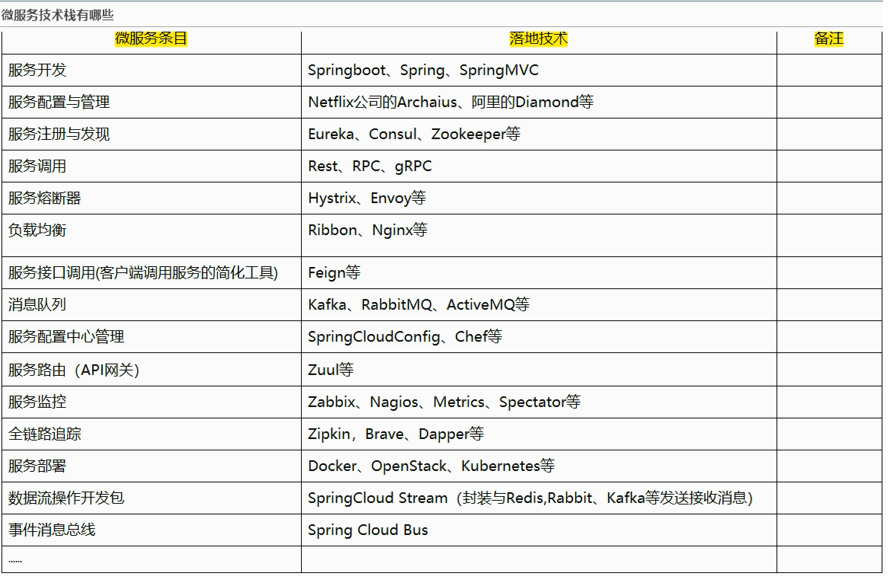 微服务技术栈有哪些
微服务条目 落地技术 备注
服务开发 Springboot、Spring、SpringMVC
服务配置与管理 Netflix公司的Archaius、阿里的Diamond等
服务注册与发现 Eureka、Consul、Zookeeper等
服务调用 Rest、RPC、gRPC
服务熔断器 Hystrix、Envoy等
负载均衡 Ribbon、Nginx等
服务接口调用(客户端调用服务的简化工具) Feign等
消息队列 Kafka、RabbitMQ、ActiveMQ等
服务配置中心管理 SpringCloudConfig、Chef等
服务路由（API网关） Zuul等
服务监控 Zabbix、Nagios、Metrics、Spectator等
全链路追踪 Zipkin，Brave、Dapper等
服务部署 Docker、OpenStack、Kubernetes等
数据流操作开发包 SpringCloud Stream（封装与Redis,Rabbit、Kafka等发送接收消息）
事件消息总线 Spring Cloud Bus
......